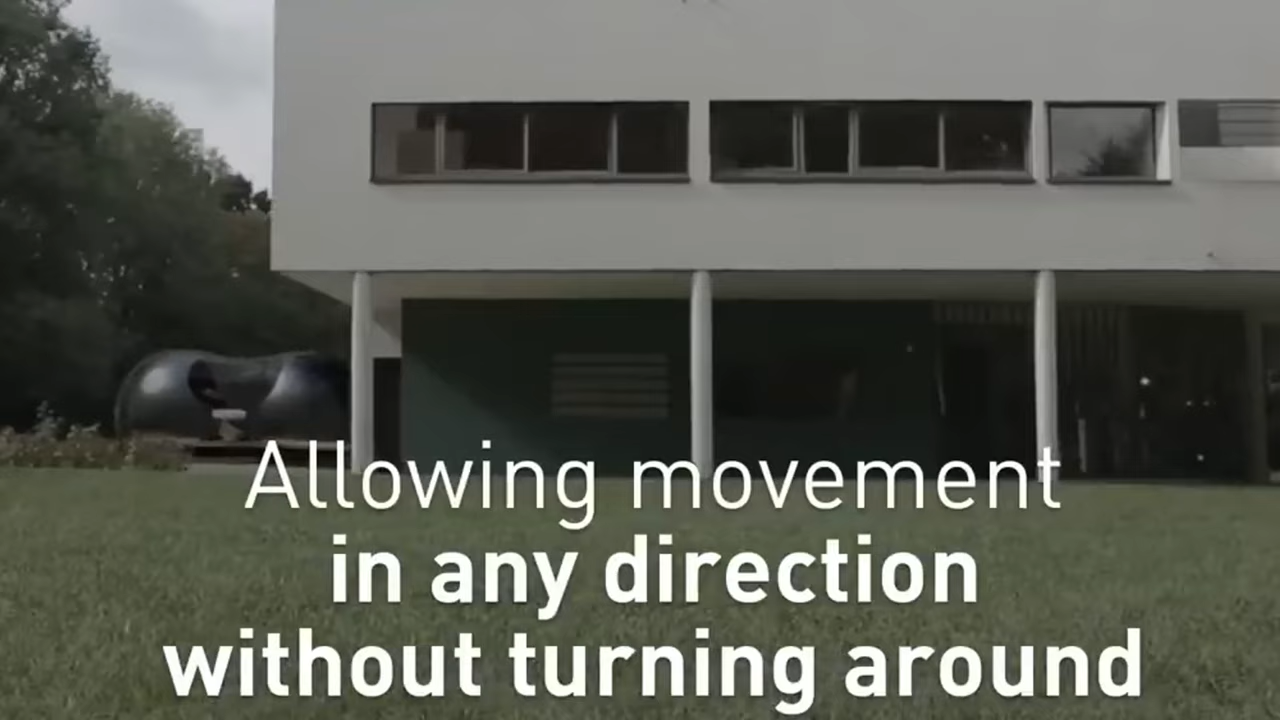 Allowing movement
in any direction
without turning around